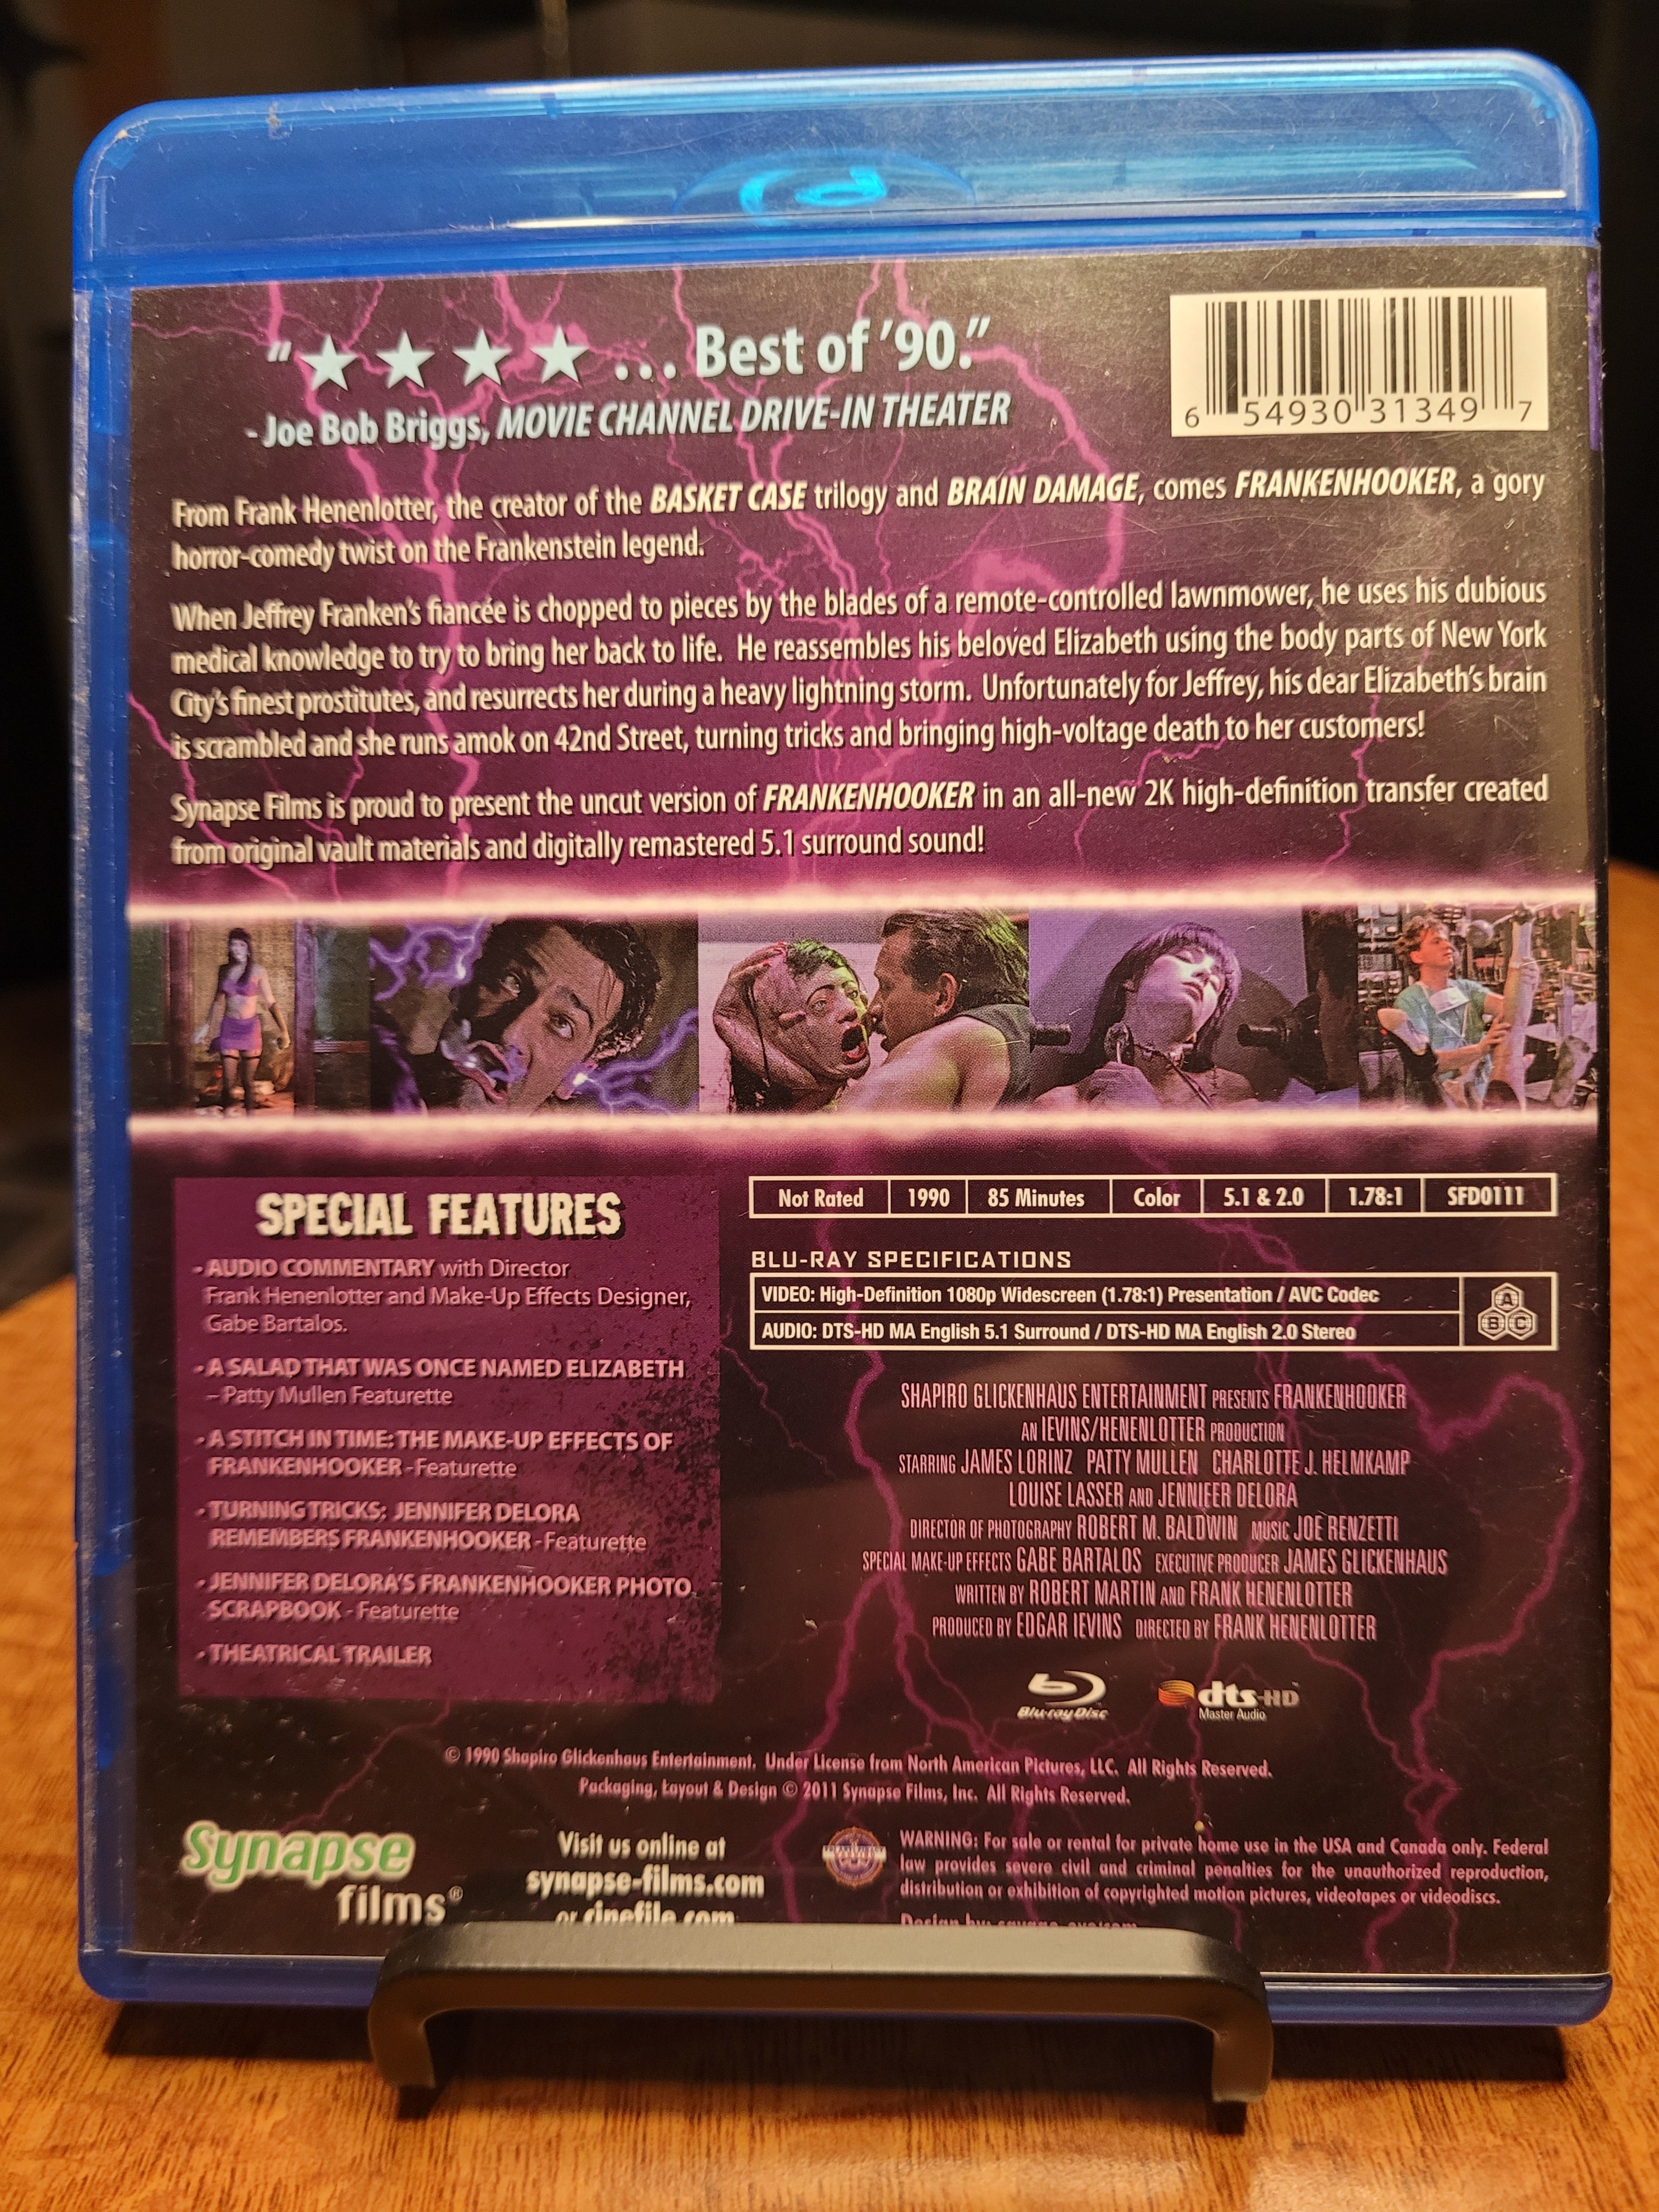 "★ ★ ★ ★ ... Best of '90."
- Joe Bob Briggs, MOVIE CHANNEL DRIVE-IN THEATER
6 54930 31349 7
From Frank Henenlotter, the creator of the BASKET CASE trilogy and BRAIN DAMAGE, comes FRANKENHOOKER, a gory
horror-comedy twist on the Frankenstein legend.
When Jeffrey Franken's fiancée is chopped to pieces by the blades of a remote-controlled lawnmower, he uses his dubious
medical knowledge to try to bring her back to life. He reassembles his beloved Elizabeth using the body parts of New York
City's finest prostitutes, and resurrects her during a heavy lightning storm. Unfortunately for Jeffrey, his dear Elizabeth's brain
is scrambled and she runs amok on 42nd Street, turning tricks and bringing high-voltage death to her customers!
Synapse Films is proud to present the uncut version of FRANKENHOOKER in an all-new 2K high-definition transfer created
from original vault materials and digitally remastered 5.1 surround sound!
SPECIAL FEATURES
- AUDIO COMMENTARY with Director
Frank Henenlotter and Make-Up Effects Designer,
Gabe Bartalos.
- A SALAD THAT WAS ONCE NAMED ELIZABETH
– Patty Mullen Featurette
- A STITCH IN TIME: THE MAKE-UP EFFECTS OF
FRANKENHOOKER - Featurette
- TURNING TRICKS: JENNIFER DELORA
REMEMBERS FRANKENHOOKER - Featurette
- JENNIFER DELORA'S FRANKENHOOKER PHOTO
SCRAPBOOK - Featurette
- THEATRICAL TRAILER
Not Rated 1990 85 Minutes Color 5.1 & 2.0 1.78:1 SFD0111
BLU-RAY SPECIFICATIONS
VIDEO: High-Definition 1080p Widescreen (1.78:1) Presentation / AVC Codec
AUDIO: DTS-HD MA English 5.1 Surround / DTS-HD MA English 2.0 Stereo
A
B C
SHAPIRO GLICKENHAUS ENTERTAINMENT PRESENTS FRANKENHOOKER
AN IEVINS/HENENLOTTER PRODUCTION
STARRING JAMES LORINZ PATTY MULLEN CHARLOTTE J. HELMKAMP
LOUISE LASSER AND JENNIFER DELORA
DIRECTOR OF PHOTOGRAPHY ROBERT M. BALDWIN MUSIC JOE RENZETTI
SPECIAL MAKE-UP EFFECTS GABE BARTALOS EXECUTIVE PRODUCER JAMES GLICKENHAUS
WRITTEN BY ROBERT MARTIN AND FRANK HENENLOTTER
PRODUCED BY EDGAR IEVINS DIRECTED BY FRANK HENENLOTTER
Blu-ray Disc
dts-HD
Master Audio
© 1990 Shapiro Glickenhaus Entertainment. Under License from North American Pictures, LLC. All Rights Reserved.
Packaging, Layout & Design © 2011 Synapse Films, Inc. All Rights Reserved.
Synapse
films®
Visit us online at
synapse-films.com
or cinefile.com
WARNING: For sale or rental for private home use in the USA and Canada only. Federal
law provides severe civil and criminal penalties for the unauthorized reproduction,
distribution or exhibition of copyrighted motion pictures, videotapes or videodiscs.
Design by: